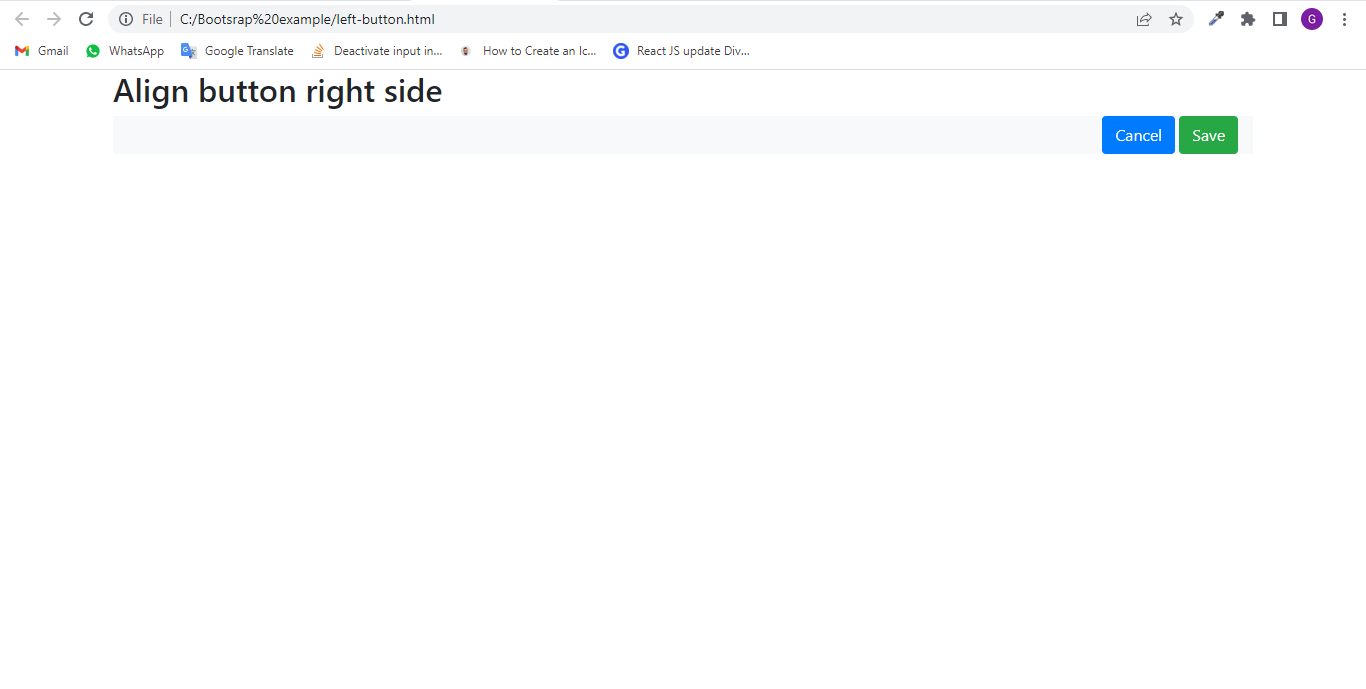 File C:/Bootsrap%20example/left-button.html G
Gmail WhatsApp Google Translate Deactivate input in... How to Create an Ic... React JS update Div...
Align button right side
Cancel Save